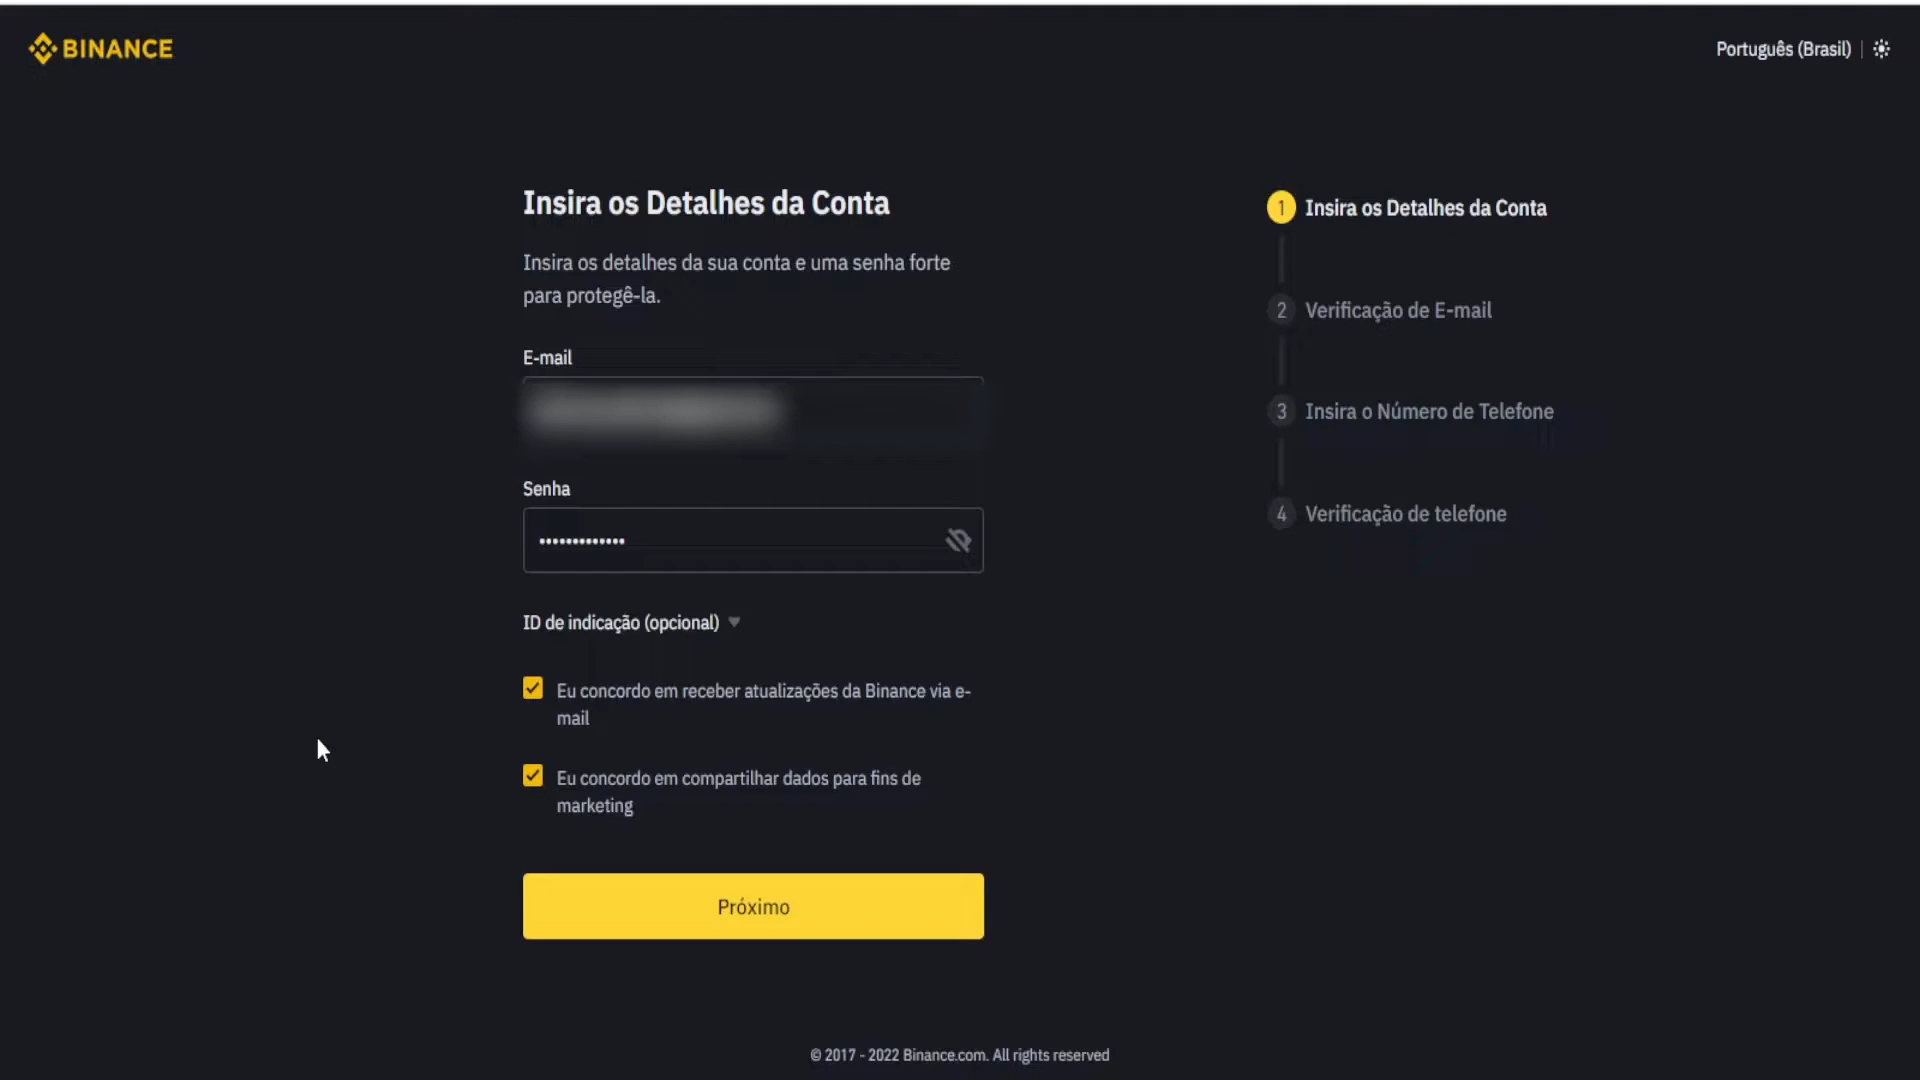 BINANCE
Português (Brasil)
Insira os Detalhes da Conta
Insira os detalhes da sua conta e uma senha forte
para protegê-la.
E-mail
Senha
•••••••••••••
ID de indicação (opcional)
Eu concordo em receber atualizações da Binance via e-
mail
Eu concordo em compartilhar dados para fins de
marketing
Próximo
1 Insira os Detalhes da Conta
2 Verificação de E-mail
3 Insira o Número de Telefone
4 Verificação de telefone
© 2017 - 2022 Binance.com. All rights reserved